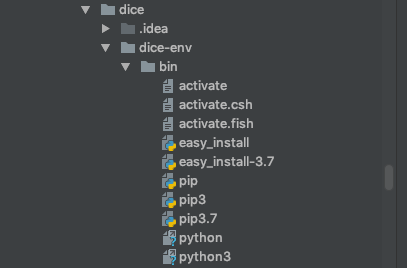 dice
.idea
dice-env
bin
activate
activate.csh
activate.fish
easy_install
easy_install-3.7
pip
pip3
pip3.7
python
python3